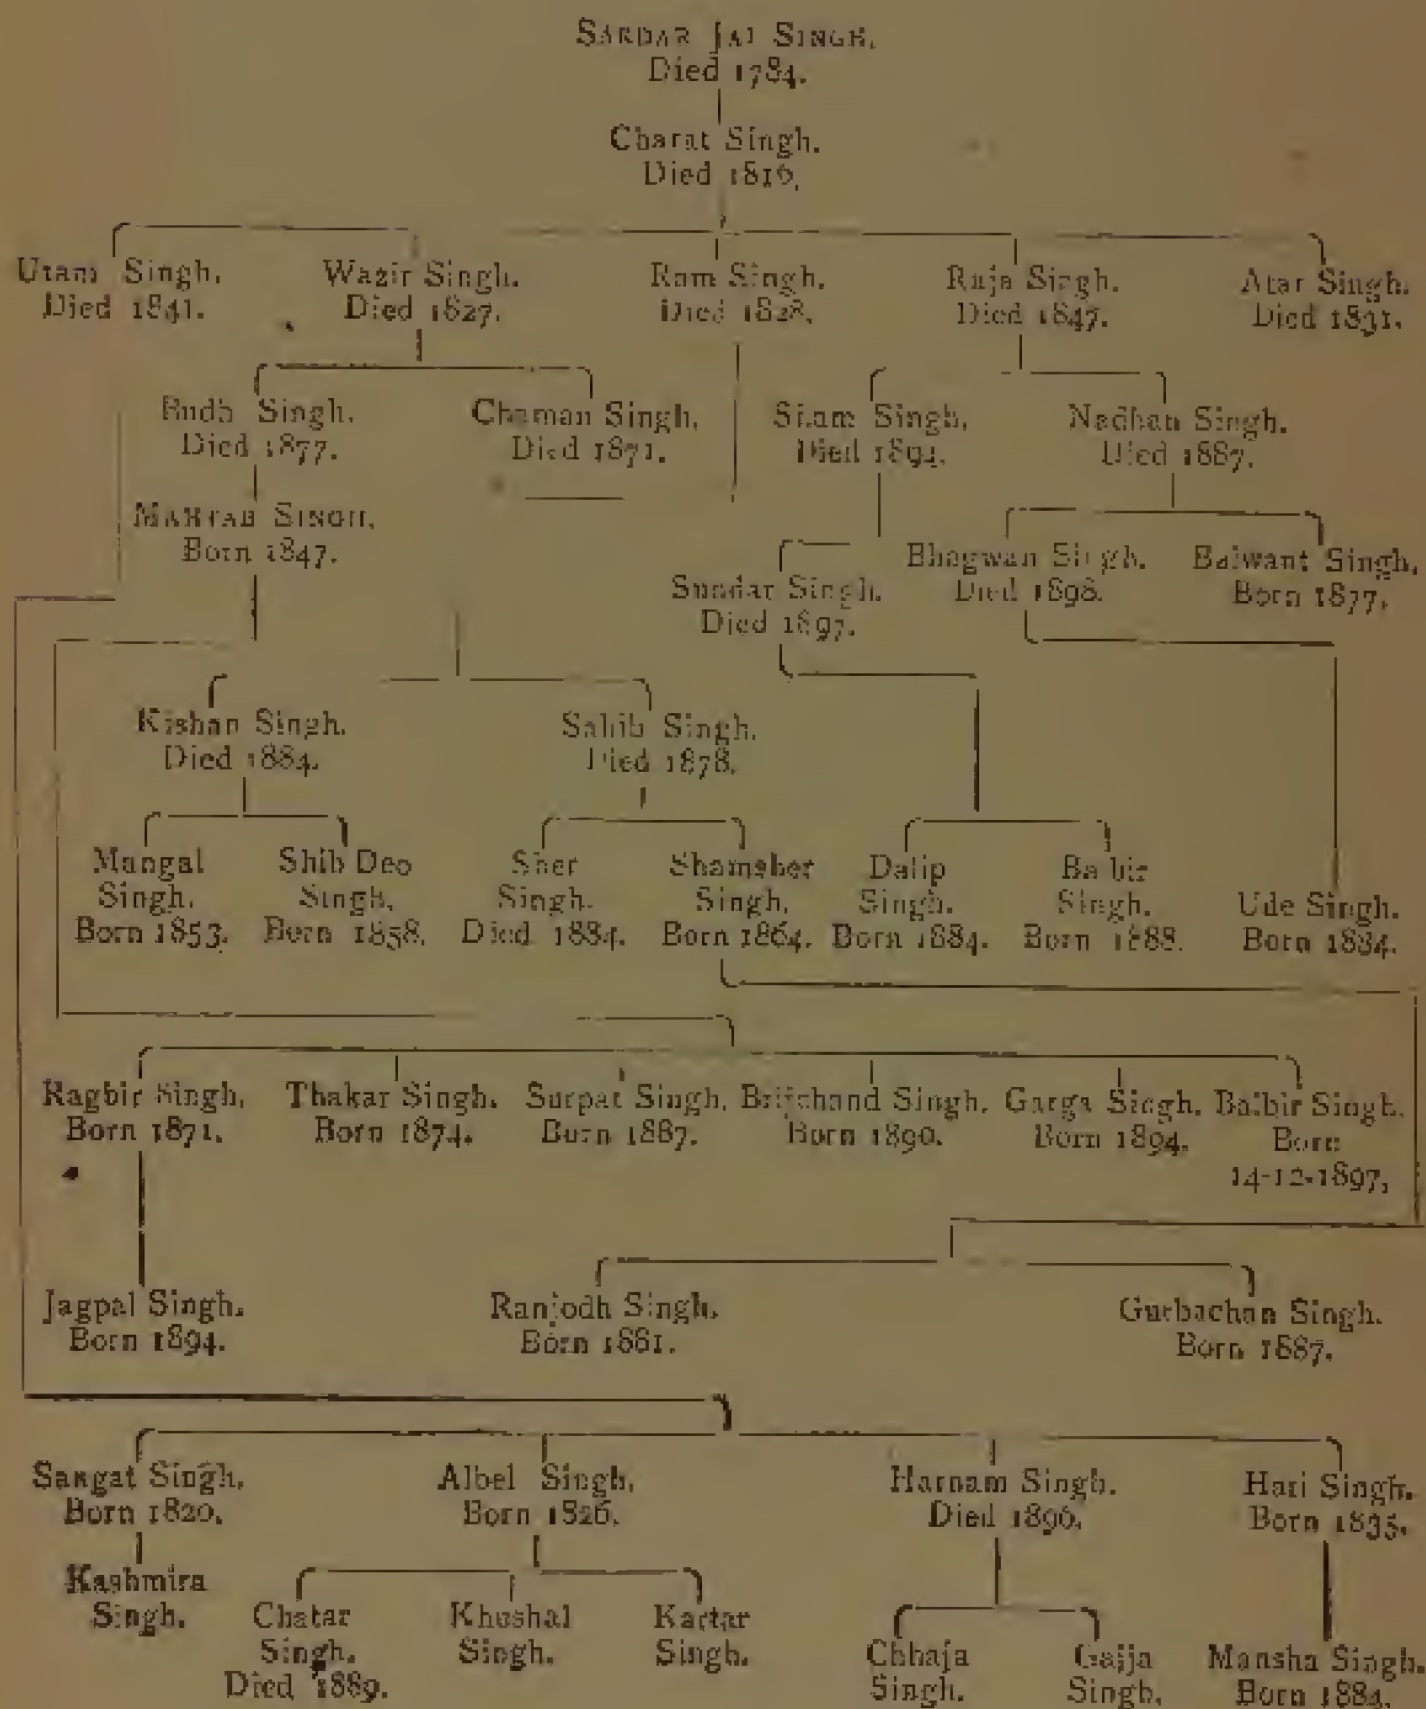 SARDAR JAI SINGH.
Died 1784.
Charat Singh.
Died 1816.
Utam Singh. Wazir Singh. Ram Singh. Raja Singh. Atar Singh.
Died 1841. Died 1827. Died 1828. Died 1847. Died 1831.
Budh Singh. Chaman Singh. Sham Singh. Nadhan Singh.
Died 1877. Died 1871. Died 1894. Died 1887.
MAHTAB SINGH.
Born 1847.
Bhagwan Singh. Balwant Singh.
Died 1898. Born 1877.
Sundar Singh.
Died 1897.
Kishan Singh. Sahib Singh.
Died 1884. Died 1878.
Mangal Shib Deo Sher Shamsher Dalip Balbir
Singh. Singh. Singh. Singh. Singh. Singh. Ude Singh.
Born 1853. Born 1858. Died 1884. Born 1864. Born 1884. Born 1888. Born 1884.
Ragbir Singh. Thakar Singh. Surpat Singh. Brijchand Singh. Garga Singh. Balbir Singh.
Born 1871. Born 1874. Born 1887. Born 1890. Born 1894. Born
14-12-1897.
Jagpal Singh. Ranjodh Singh. Gurbachan Singh.
Born 1894. Born 1881. Born 1887.
Sangat Singh. Albel Singh. Harnam Singh. Hari Singh.
Born 1820. Born 1826. Died 1890. Born 1835.
Kashmira
Singh.
Chatar Khushal Kartar
Singh. Singh. Singh.
Died 1889.
Chhaja Gajja Mansha Singh.
Singh. Singh. Born 1884.